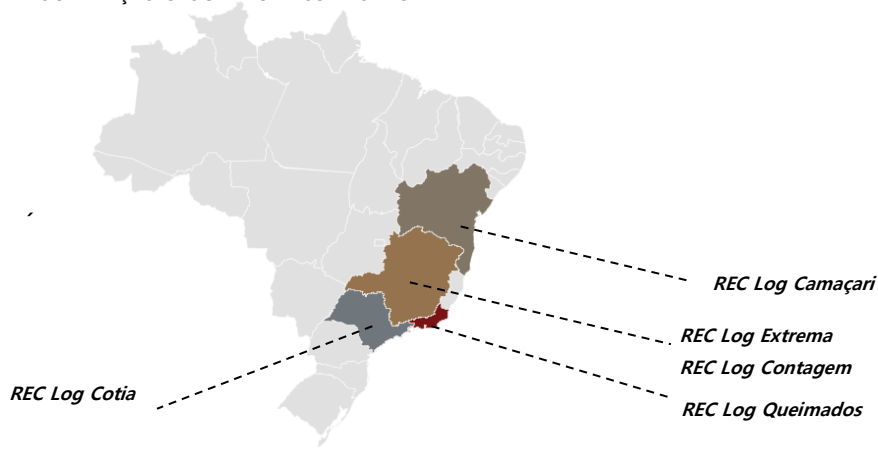 REC Log Camaçari
REC Log Extrema
REC Log Contagem
REC Log Cotia
REC Log Queimados